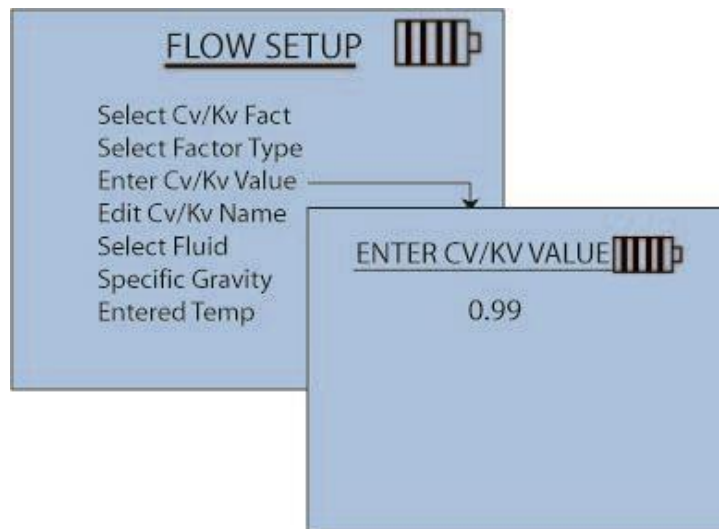 FLOW SETUP
Select Cv/Kv Fact
Select Factor Type
Enter Cv/Kv Value
Edit Cv/Kv Name
Select Fluid
Specific Gravity
Entered Temp
ENTER CV/KV VALUE
0.99